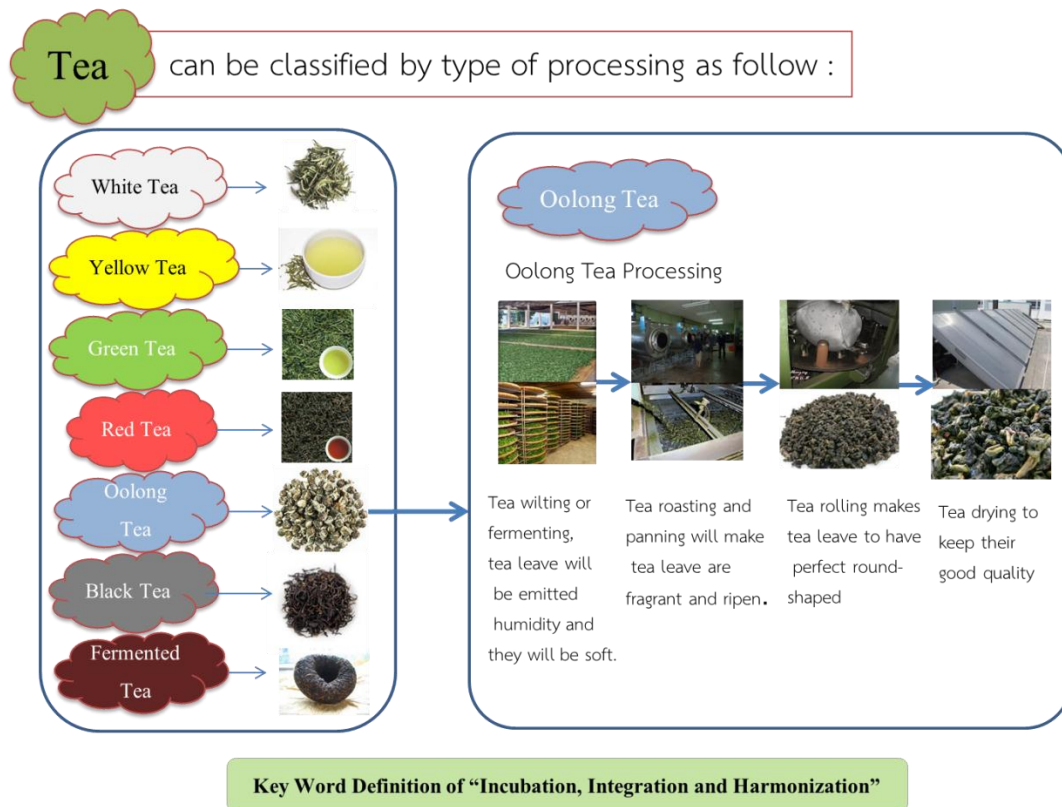 Tea
can be classified by type of processing as follow :
White Tea
Yellow Tea
Green Tea
Red Tea
Oolong
Tea
Black Tea
Fermented
Tea
Oolong Tea
Oolong Tea Processing
Tea wilting or
fermenting,
tea leave will
be emitted
humidity and
they will be soft.
Tea roasting and
panning will make
tea leave are
fragrant and ripen.
Tea rolling makes
tea leave to have
perfect round-
shaped
Tea drying to
keep their
good quality
Key Word Definition of “Incubation, Integration and Harmonization”